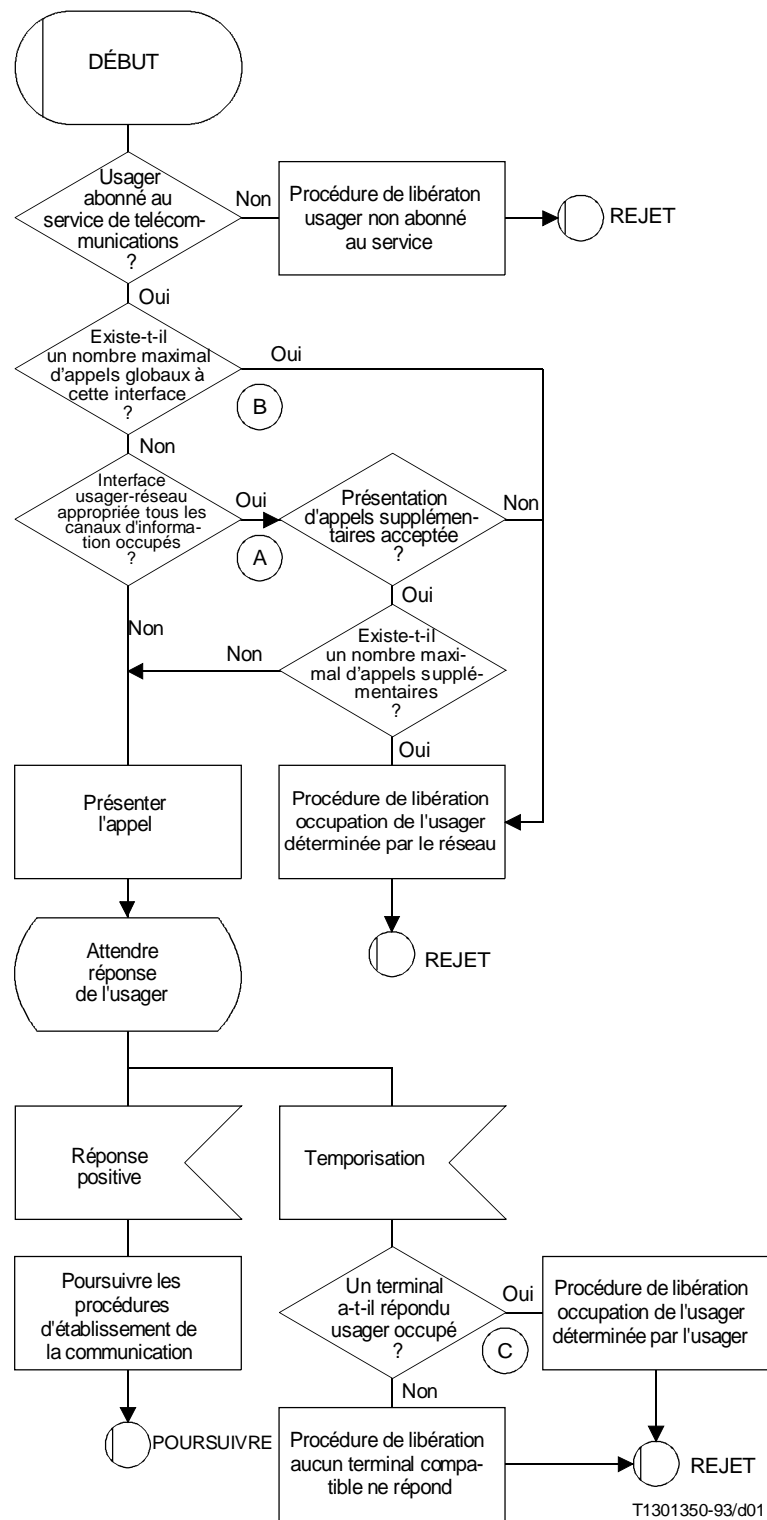 DÉBUT
Usager
abonné au
service de telécom-
munications
?
Non
Procédure de libératon
usager non abonné
au service
REJET
Oui
Existe-t-il
un nombre maximal
d'appels globaux à
cette interface
?
Oui
B
Non
Interface
usager-réseau
appropriée tous les
canaux d'informa-
tion occupés
?
Oui
A
Présentation
d'appels supplémen-
taires acceptée
?
Non
Oui
Non
Existe-t-il
un nombre maxi-
mal d'appels supplé-
mentaires
?
Non
Oui
Présenter
l'appel
Procédure de libération
occupation de l'usager
déterminée par le réseau
REJET
Attendre
réponse
de l'usager
Réponse
positive
Temporisation
Poursuivre les
procédures
d'établissement de
la communication
Un terminal
a-t-il répondu
usager occupé
?
Oui
C
Procédure de libération
occupation de l'usager
déterminée par l'usager
Non
POURSUIVRE
Procédure de libération
aucun terminal compa-
tible ne répond
REJET
T1301350-93/d01